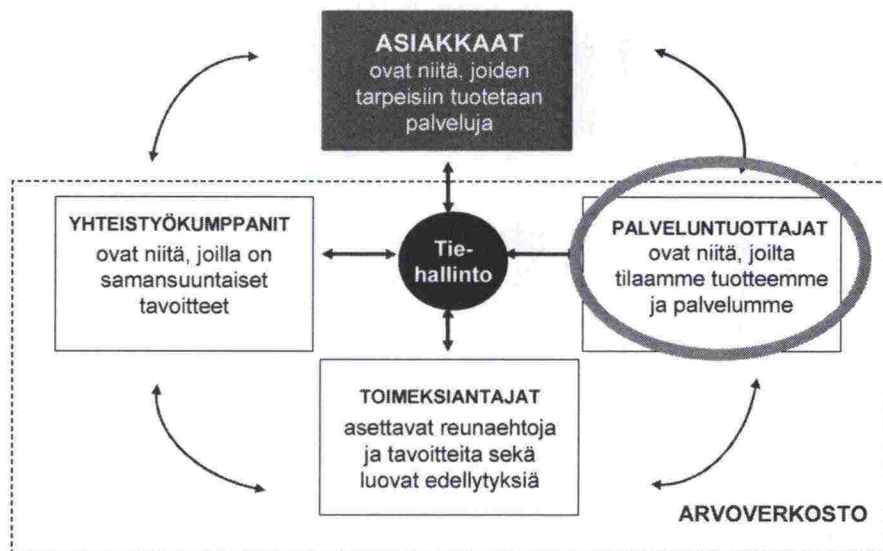 ASIAKKAAT
ovat niitä, joiden
tarpeisiin tuotetaan
palveluja
YHTEISTYÖKUMPPANIT
ovat niitä, joilla on
samansuuntaiset
tavoitteet
Tie-
hallinto
PALVELUNTUOTTAJAT
ovat niitä, joilta
tilaamme tuotteemme
ja palvelumme
TOIMEKSIANTAJAT
asettavat reunaehtoja
ja tavoitteita sekä
luovat edellytyksiä
ARVOVERKOSTO